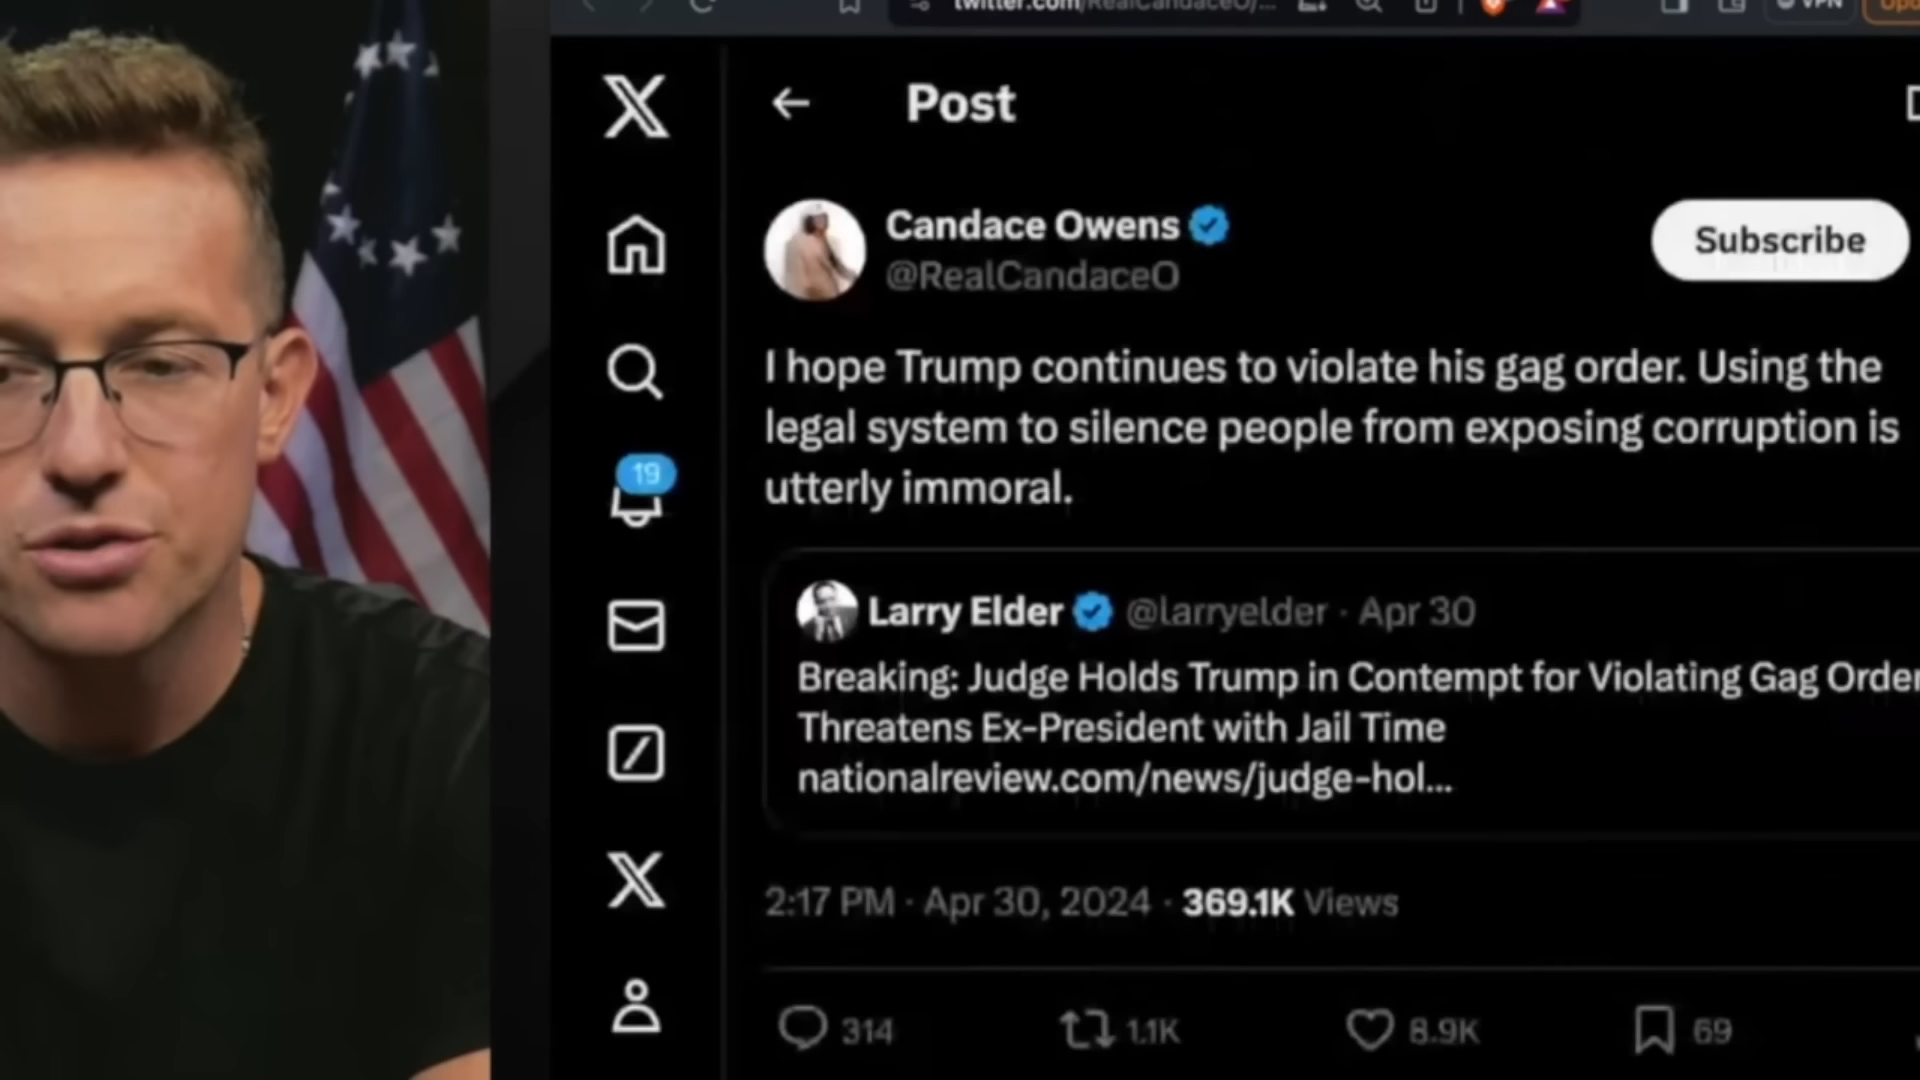 twitter.com/RealCandaceO/...
VPN
Post
Candace Owens
@RealCandaceO
Subscribe
I hope Trump continues to violate his gag order. Using the
legal system to silence people from exposing corruption is
utterly immoral.
19
Larry Elder @larryelder · Apr 30
Breaking: Judge Holds Trump in Contempt for Violating Gag Order
Threatens Ex-President with Jail Time
nationalreview.com/news/judge-hol...
2:17 PM · Apr 30, 2024 · 369.1K Views
314 1.1K 8.9K 69